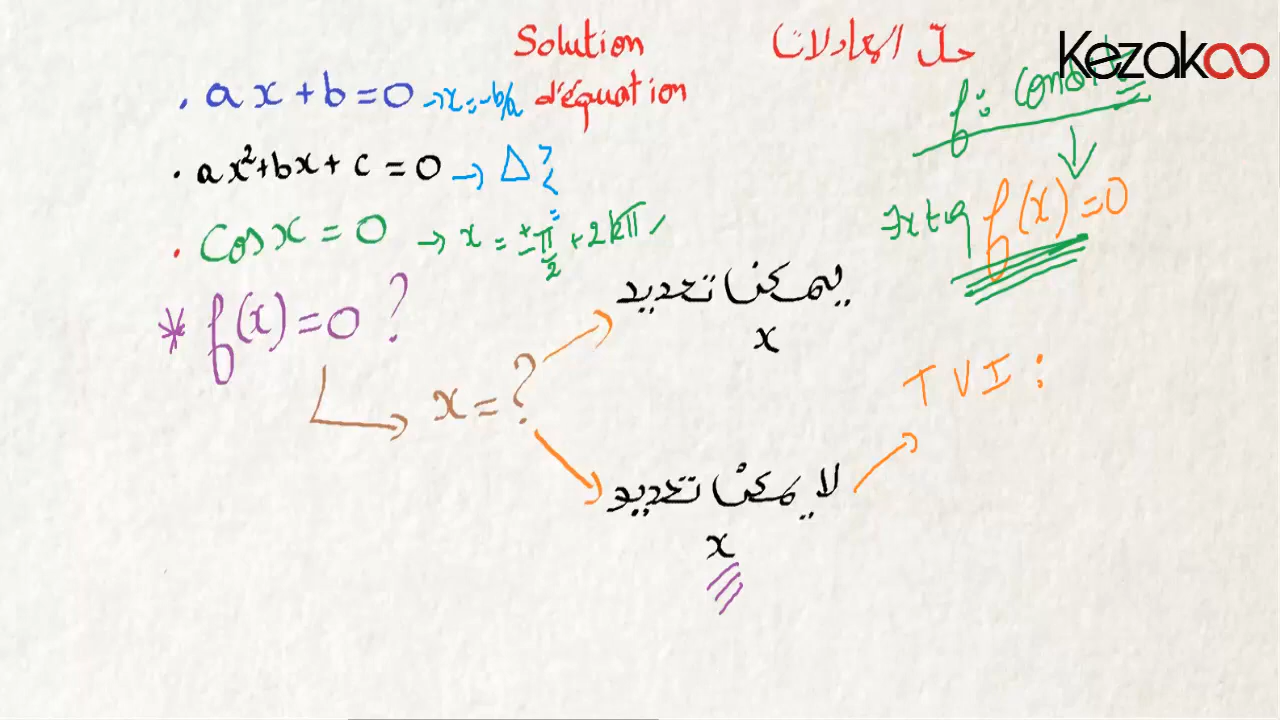 Solution حلّ المعادلات
d'équation
Kezakoo
. ax + b = 0 → x = -b/a
. ax² + bx + c = 0 → Δ ?
. Cos x = 0 → x = ± π/2 + 2kπ
* f(x) = 0 ?
x = ?
يمكن تحديد
x
لا يمكن تحديد
x
TVI :
f :
∃x tq f(x) = 0